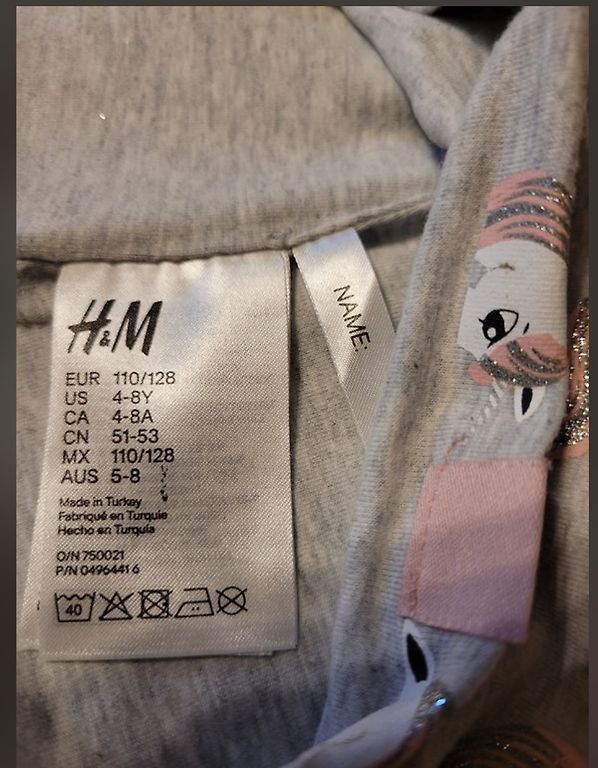 H&M
EUR 110/128
US 4-8Y
CA 4-8A
CN 51-53
MX 110/128
AUS 5-8
Made in Turkey
Fabriqué en Turquie
Hecho en Turquía
O/N 750021
P/N 0496441 6
40
NAME: